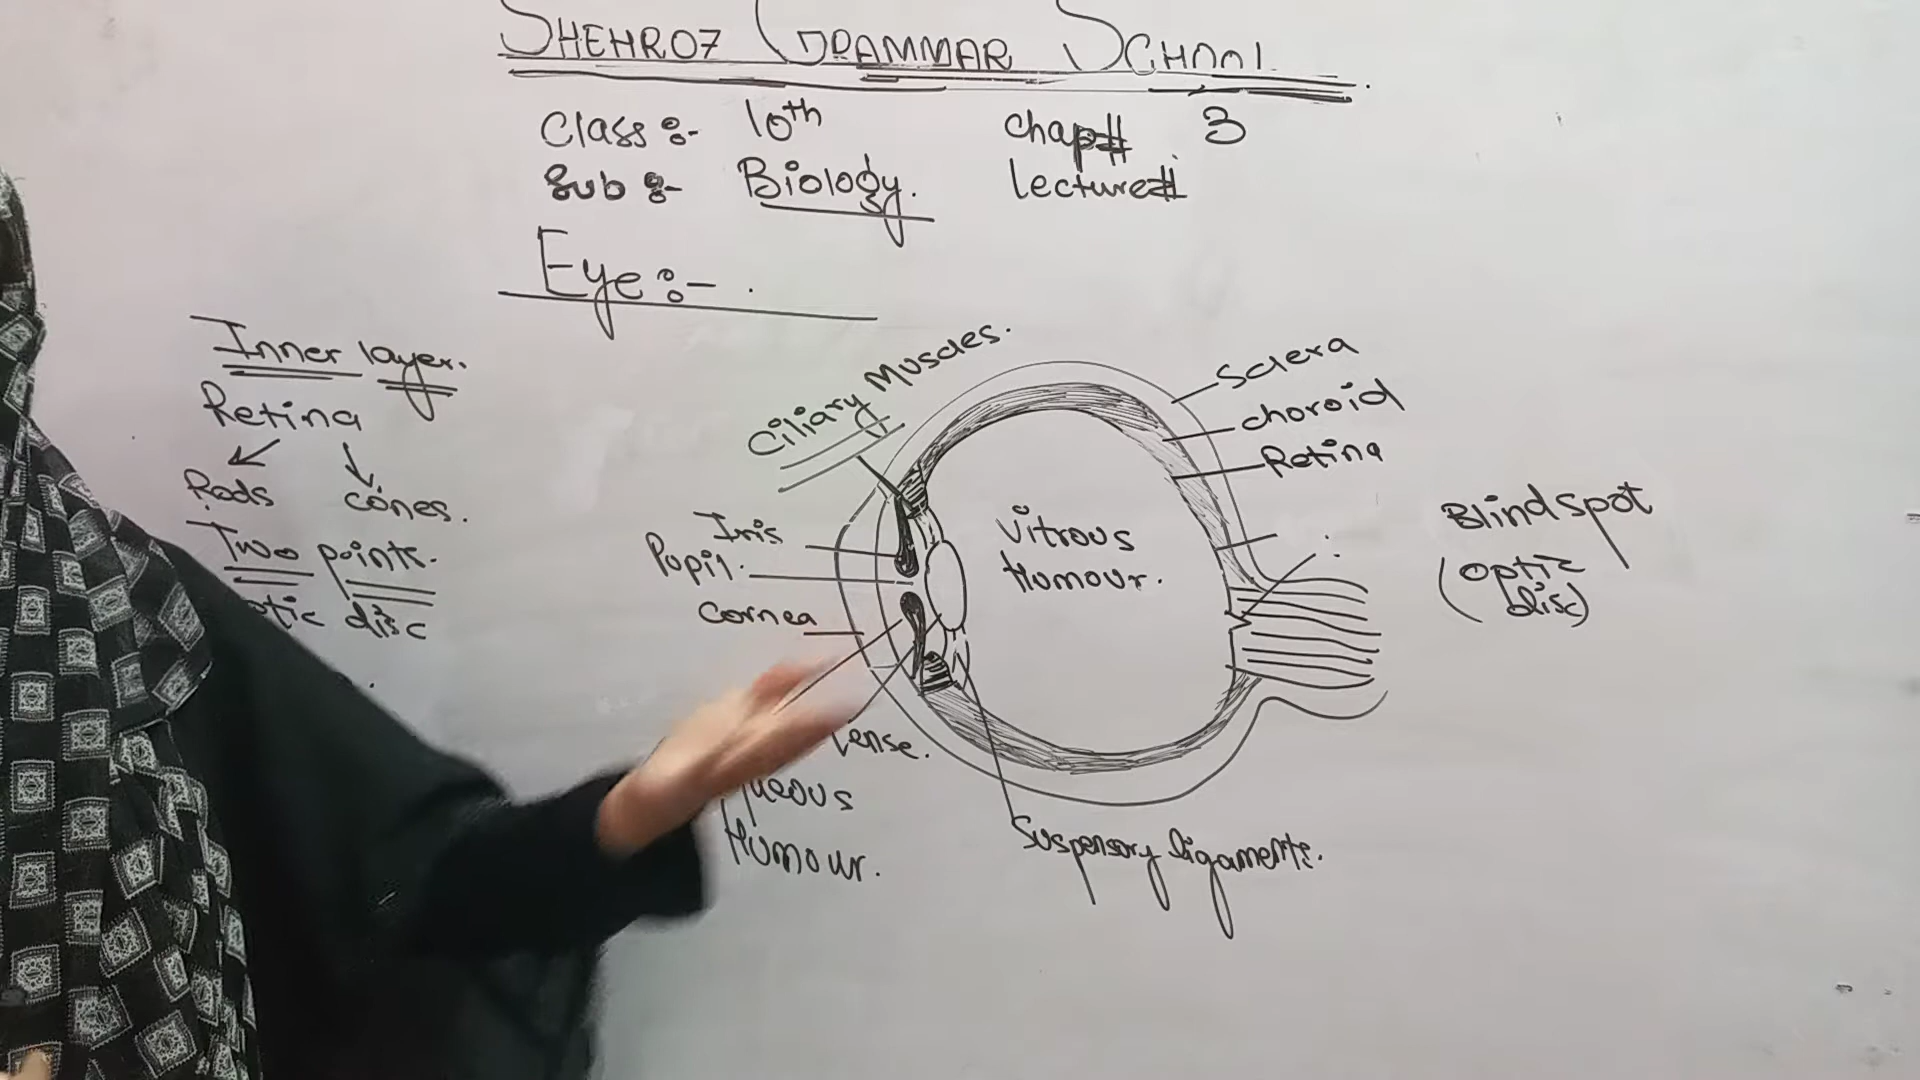 SHEHROZ GRAMMAR SCHOOL.
Class :- 10th chap# 3
Sub :- Biology. Lecture#1
Eye :- .
Inner layer.
Retina
Rods cones.
Two points.
disc
Ciliary Muscles.
Iris
Pupil.
Cornea
Lense.
Humour.
Vitrous
Humour.
Sclera
choroid
Retina
Blind spot
(optic
disc)
Suspensory ligaments.